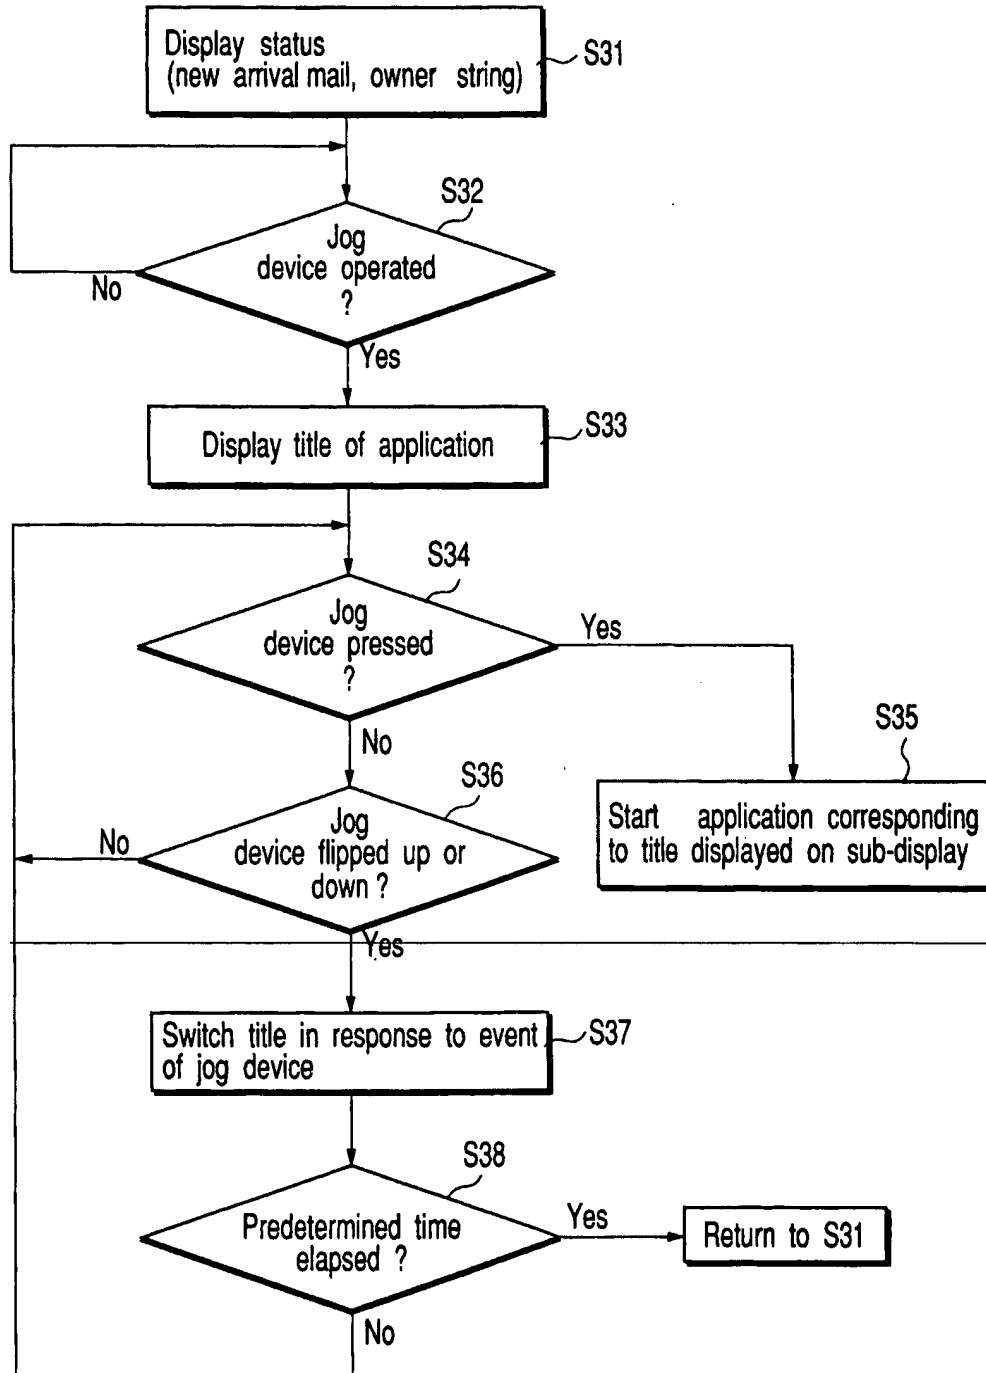 Display status
(new arrival mail, owner string)
S31
S32
Jog
device operated
?
No
Yes
Display title of application
S33
S34
Jog
device pressed
?
Yes
No
S35
Start application corresponding
to title displayed on sub-display
S36
Jog
device flipped up or
down ?
No
Yes
Switch title in response to event
of jog device
S37
S38
Predetermined time
elapsed ?
Yes
Return to S31
No